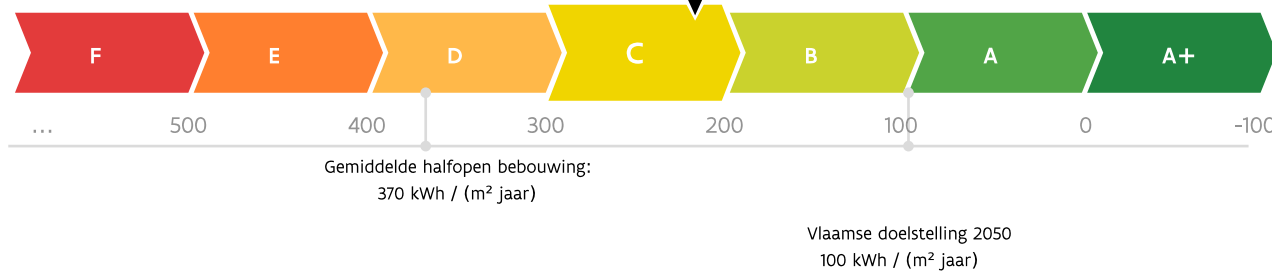 F E D C B A A+
... 500 400 300 200 100 0 -100
Gemiddelde halfopen bebouwing:
370 kWh / (m² jaar)
Vlaamse doelstelling 2050
100 kWh / (m² jaar)